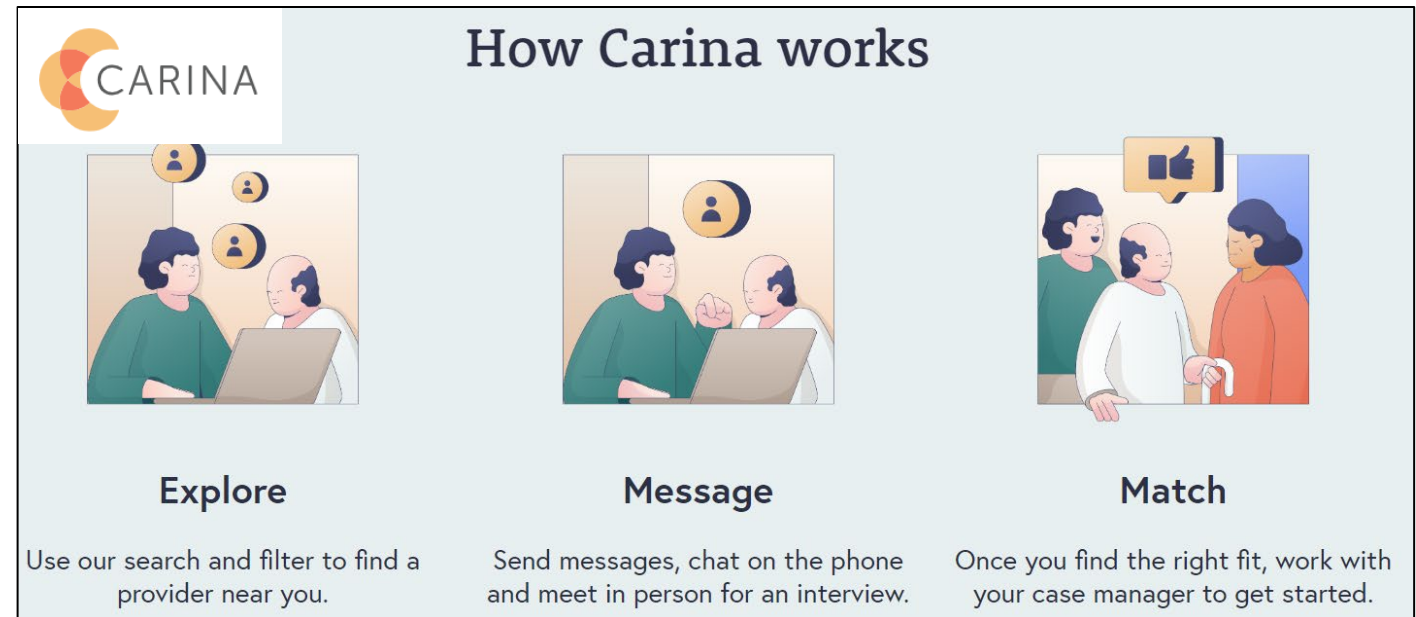 CARINA
How Carina works
Explore
Use our search and filter to find a
provider near you.
Message
Send messages, chat on the phone
and meet in person for an interview.
Match
Once you find the right fit, work with
your case manager to get started.